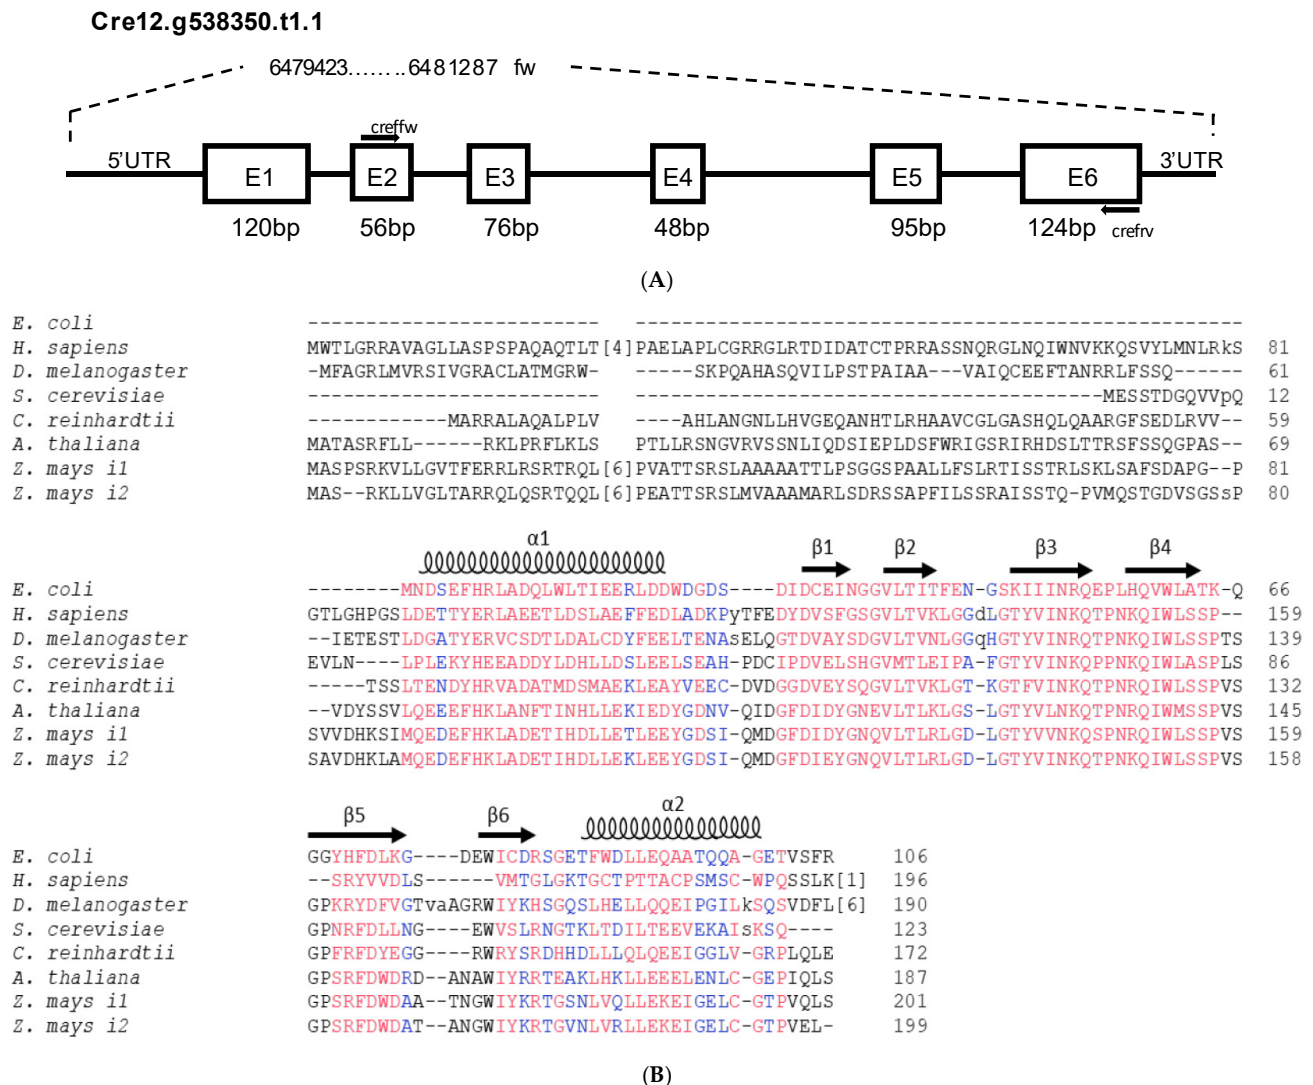 Cre12.g538350.t1.1
6479423........6481287 fw
creffw
5'UTR E1 E2 E3 E4 E5 E6 3'UTR
120bp 56bp 76bp 48bp 95bp 124bp crefrv
(A)
E. coli ------------------------- ----------------------------------------------------
H. sapiens MWTLGRRAVAGLLASPSPAQAQTLT[4]PAELAPLCGRRGLRTDIDATCTPRRASSNQRGLNQIWNVKKQSVYLMNLRkS 81
D. melanogaster -MFAGRLMVRSIVGRACLATMGRW- -----SKPQAHASQVILPSTPAIAA---VAIQCEEFTANRRLFSSQ------ 61
S. cerevisiae ------------------------- ----------------------------------------MESSTDGQVVpQ 12
C. reinhardtii ------------MARRALAQALPLV ----AHLANGNLLHVGEQANHTLRHAAVCGLGASHQLQAARGFSEDLRVV-- 59
A. thaliana MATASRFLL------RKLPRFLKLS PTLLRSNGVRVSSNLIQDSIEPLDSFWRIGSRIRHDSLTTRSFSSQGPAS-- 69
Z. mays i1 MASPSRKVLLGVTFERRLRSRTRQL[6]PVATTSRSLAAAAATTLPSGGSPAALLFSLRTISSTRLSKLSAFSDAPG--P 81
Z. mays i2 MAS--RKLLVGLTARRQLQSRTQQL[6]PEATTSRSLMVAAAMARLSDRSSAPFILSSRAISSTQ-PVMQSTGDVSGSsP 80
α1 β1 β2 β3 β4
E. coli --------MNDSEFHRLADQLWLTIEERLDDWDGDS----DIDCEINGGVLTITFEN-GSKIIINRQEPLHQVWLATK-Q 66
H. sapiens GTLGHPGSLDETTYERLAEETLDSLAEFFEDLADKPyTFEDYDVSFGSGVLTVKLGGdLGTYVINKQTPNKQIWLSSP-- 159
D. melanogaster --IETESTLDGATYERVCSDTLDALCDYFEELTENAsELQGTDVAYSDGVLTVNLGGqHGTYVINRQTPNKQIWLSSPTS 139
S. cerevisiae EVLN----LPLEKYHEEADDYLDHLLDSLEELSEAH-PDCIPDVELSHGVMTLEIPA-FGTYVINKQPPNKQIWLASPLS 86
C. reinhardtii -----TSSLTENDYHRVADATMDSMAEKLEAYVEEC-DVDGGDVEYSQGVLTVKLGT-KGTFVINKQTPNRQIWLSSPVS 132
A. thaliana --VDYSSVLQEEEFHKLANFTINHLLEKIEDYGDNV-QIDGFDIDYGNEVLTLKLGS-LGTYVLNKQTPNRQIWMSSPVS 145
Z. mays i1 SVVDHKSIMQEDEFHKLADETIHDLLETLEEYGDSI-QMDGFDIDYGNQVLTLRLGD-LGTYVVNKQSPNRQIWLSSPVS 159
Z. mays i2 SAVDHKLAMQEDEFHKLADETIHDLLEKLEEYGDSI-QMDGFDIEYGNQVLTLRLGD-LGTYVINKQTPNKQIWLSSPVS 158
β5 β6 α2
E. coli GGYHFDLKG----DEWICDRSGETFWDLLEQAATQQA-GETVSFR 106
H. sapiens --SRYVVDLS------VMTGLGKTGCTPTTACPSMSC-WPQSSLK[1] 196
D. melanogaster GPKRYDFVGTvaAGRWIYKHSGQSLHELLQQEIPGILkSQSVDFL[6] 190
S. cerevisiae GPNRFDLLNG----EWVSLRNGTKLTDILTEEVEKAIsKSQ---- 123
C. reinhardtii GPFRFDYEGG----RWRYSRDHHDLLLQLQEEIGGLV-GRPLQLE 172
A. thaliana GPSRFDWDRD--ANAWIYRRTEAKLHKLLEEELENLC-GEPIQLS 187
Z. mays i1 GPSRFDWDAA--TNGWIYKRTGSNLVQLLEKEIGELC-GTPVQLS 201
Z. mays i2 GPSRFDWDAT--ANGWIYKRTGVNLVRLLEKEIGELC-GTPVEL- 199
(B)